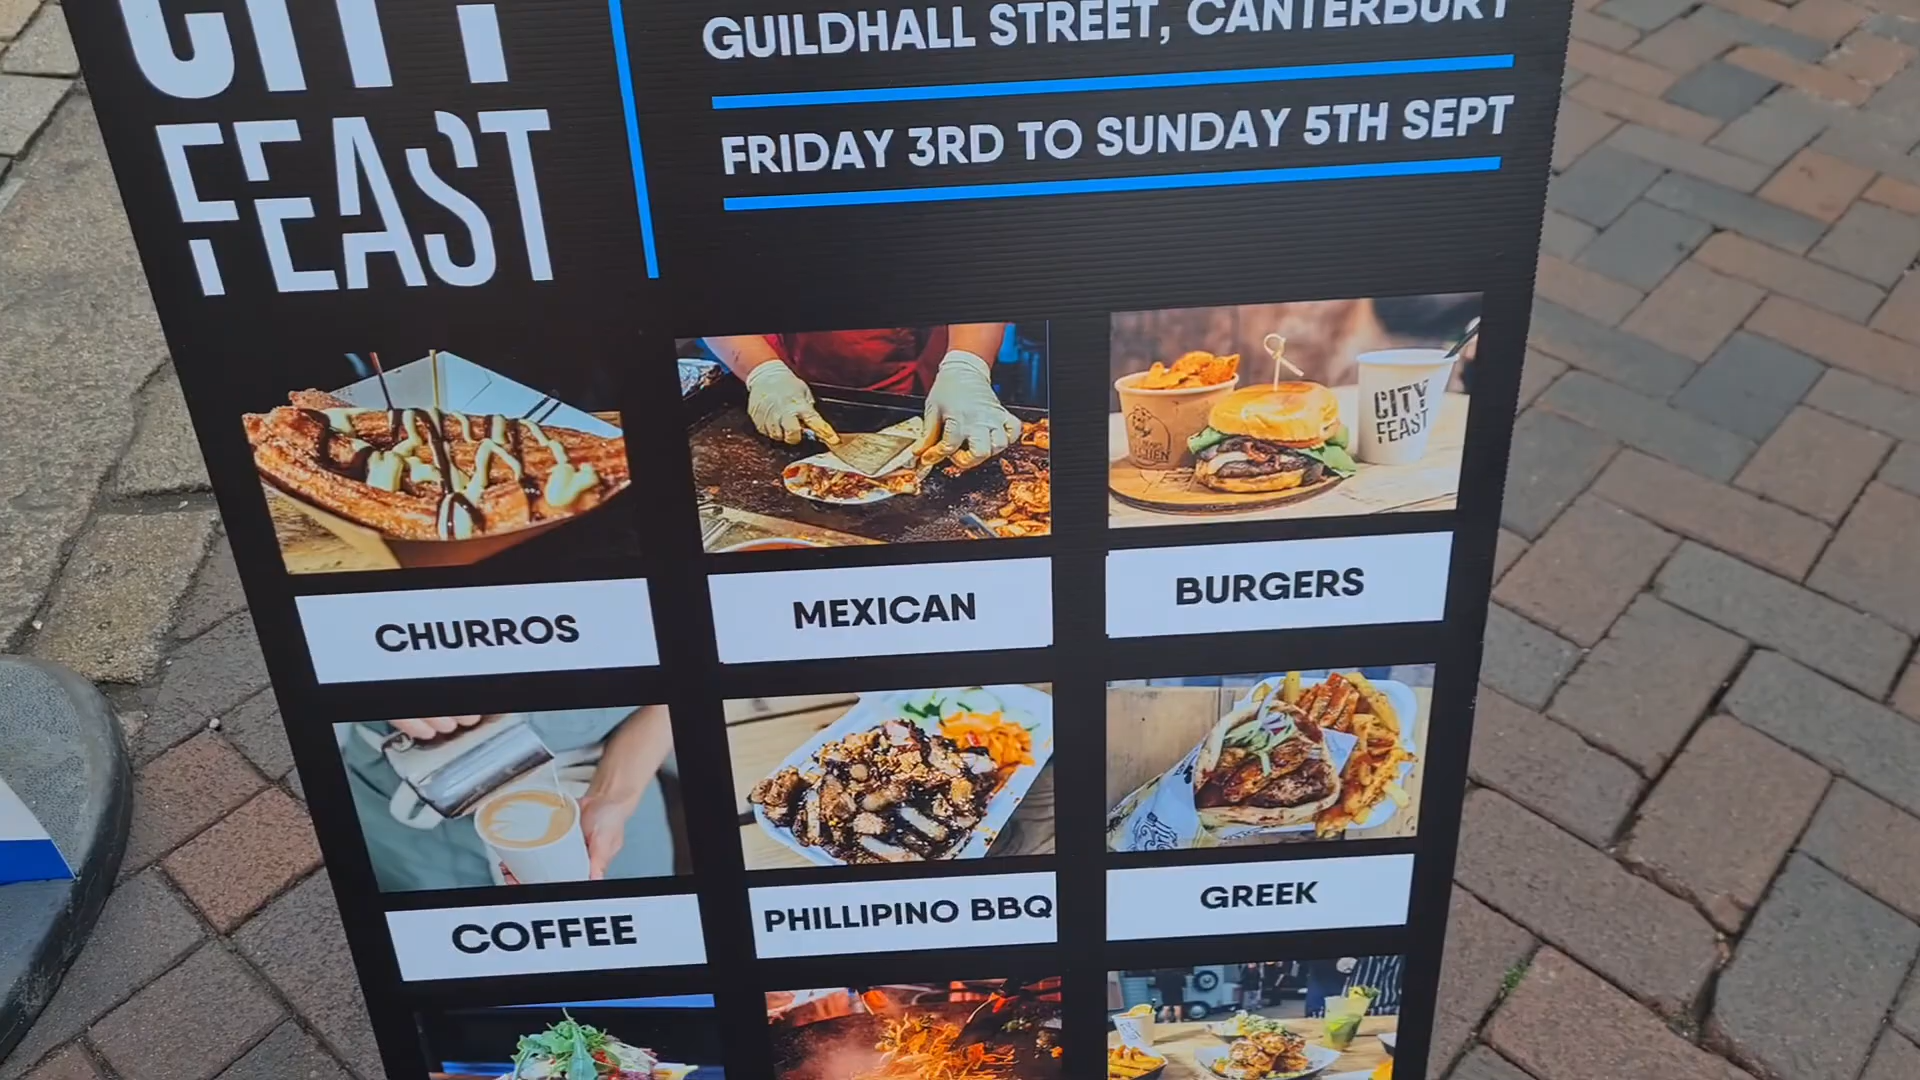 CITY
FEAST
GUILDHALL STREET, CANTERBURY
FRIDAY 3RD TO SUNDAY 5TH SEPT
CITY
FEAST
CHURROS
MEXICAN
BURGERS
COFFEE
PHILLIPINO BBQ
GREEK